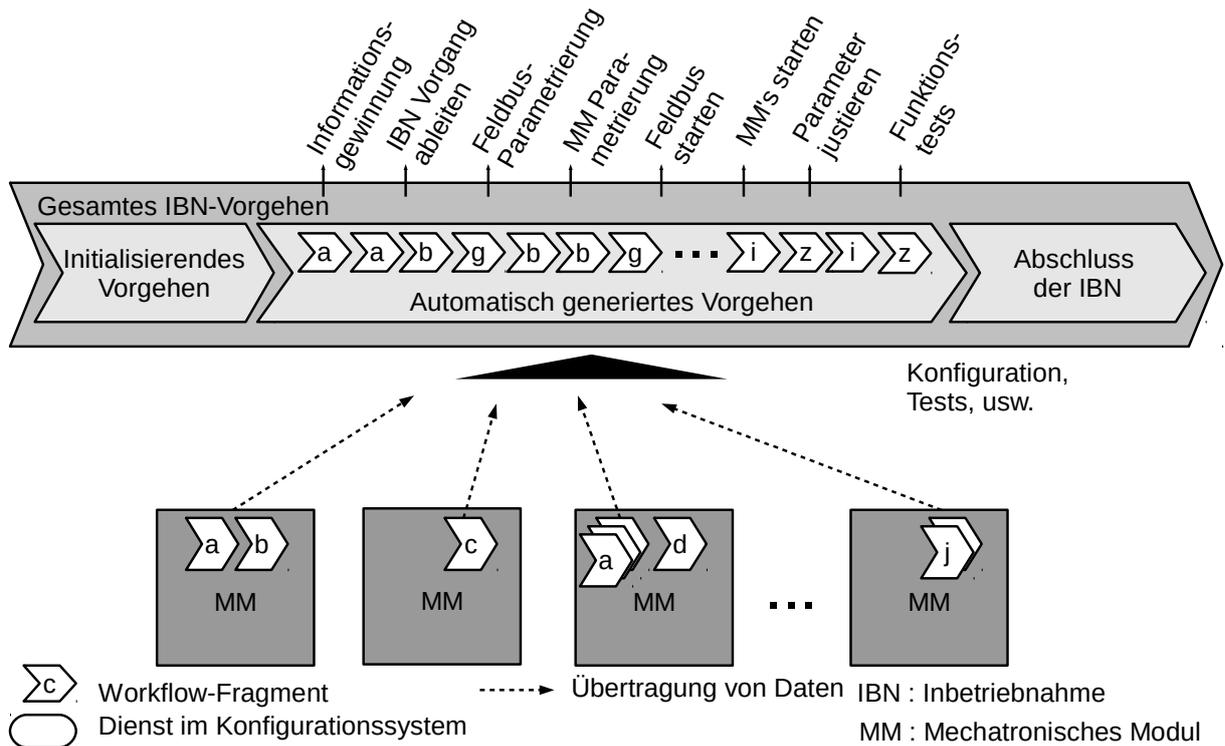 Informations-
gewinnung
IBN Vorgang
ableiten
Feldbus-
Parametrierung
MM Para-
metrierung
Feldbus
starten
MM's starten
Parameter
justieren
Funktions-
tests
Gesamtes IBN-Vorgehen
Initialisierendes
Vorgehen
a a b g b b g ... i z i z
Automatisch generiertes Vorgehen
Abschluss
der IBN
Konfiguration,
Tests, usw.
a b
MM
c
MM
a d
MM
...
j
MM
c Workflow-Fragment
Dienst im Konfigurationssystem
Übertragung von Daten
IBN : Inbetriebnahme
MM : Mechatronisches Modul